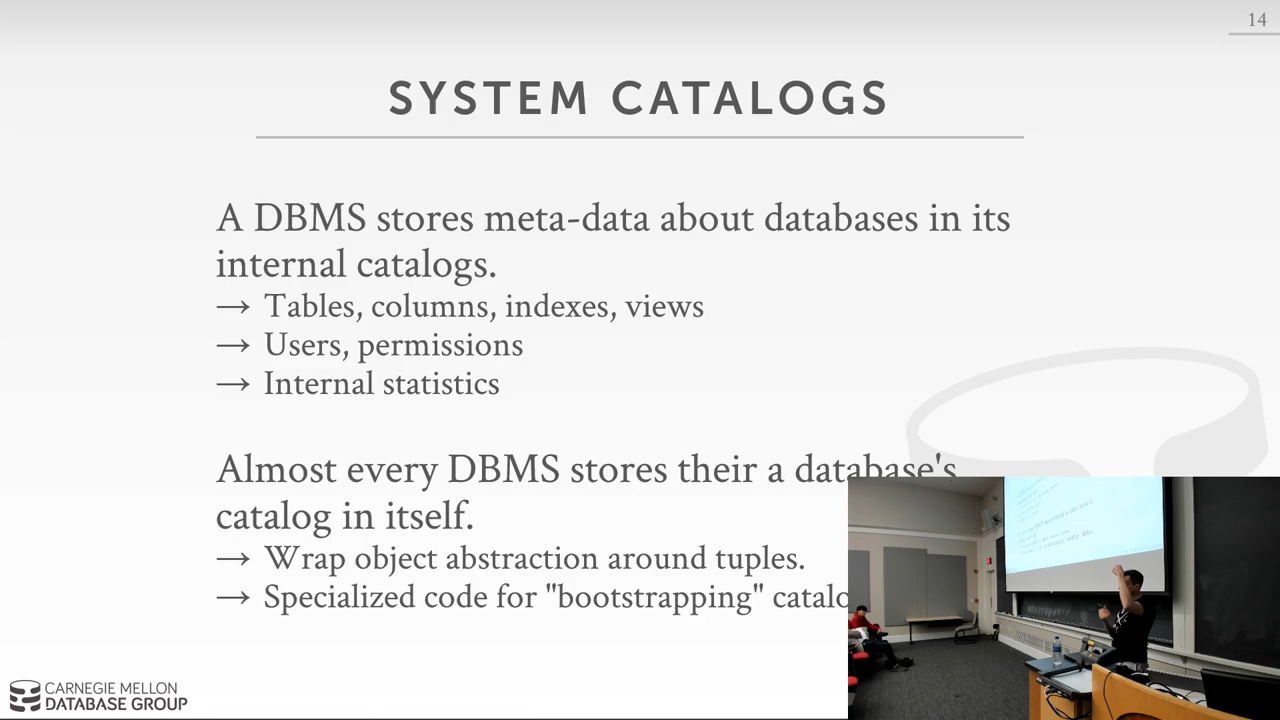 14
SYSTEM CATALOGS
A DBMS stores meta-data about databases in its
internal catalogs.
→ Tables, columns, indexes, views
→ Users, permissions
→ Internal statistics
Almost every DBMS stores their a database's
catalog in itself.
→ Wrap object abstraction around tuples.
→ Specialized code for "bootstrapping" catalo
CARNEGIE MELLON
DATABASE GROUP